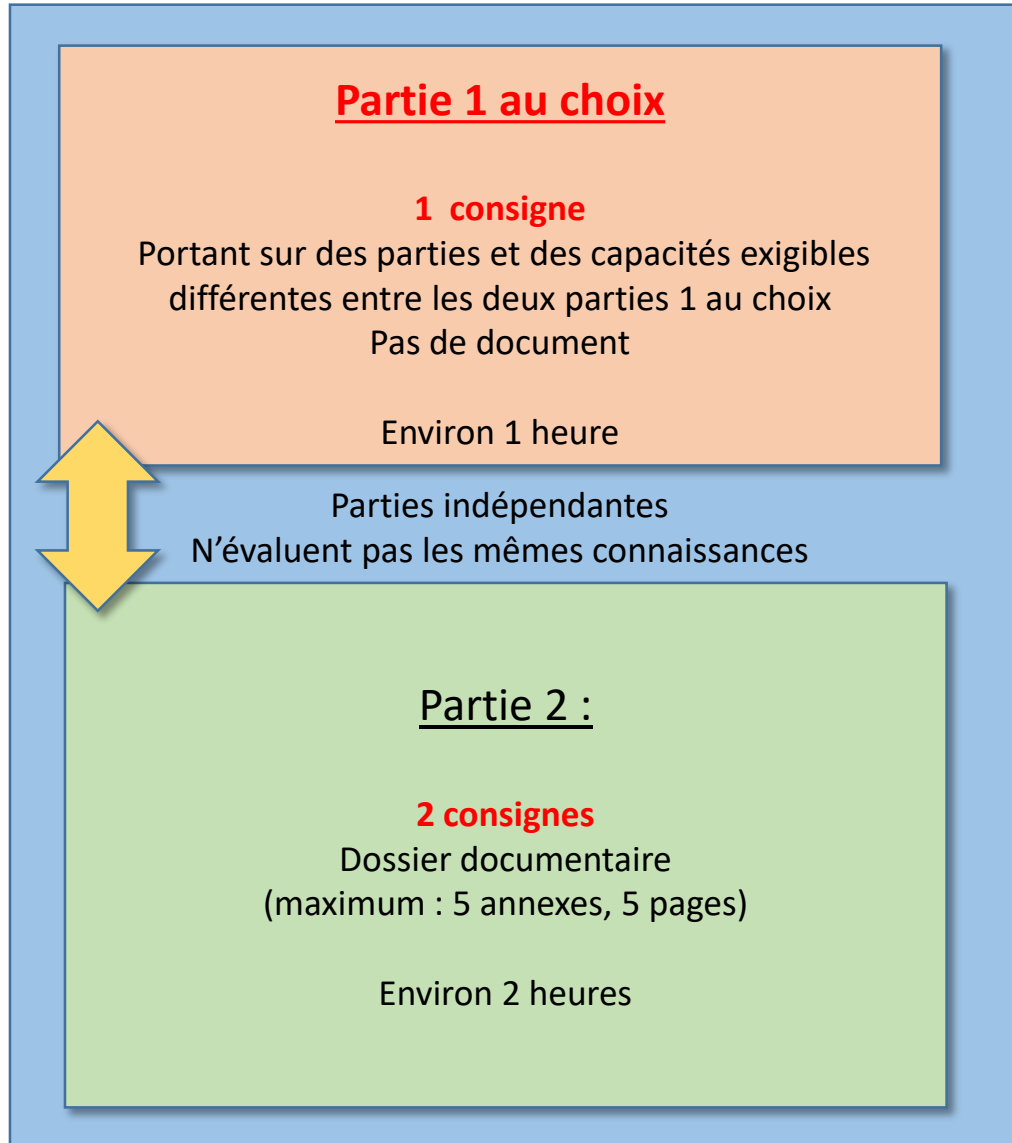 Partie 1 au choix
1 consigne
Portant sur des parties et des capacités exigibles
différentes entre les deux parties 1 au choix
Pas de document
Environ 1 heure
Parties indépendantes
N'évaluent pas les mêmes connaissances
Partie 2 :
2 consignes
Dossier documentaire
(maximum : 5 annexes, 5 pages)
Environ 2 heures